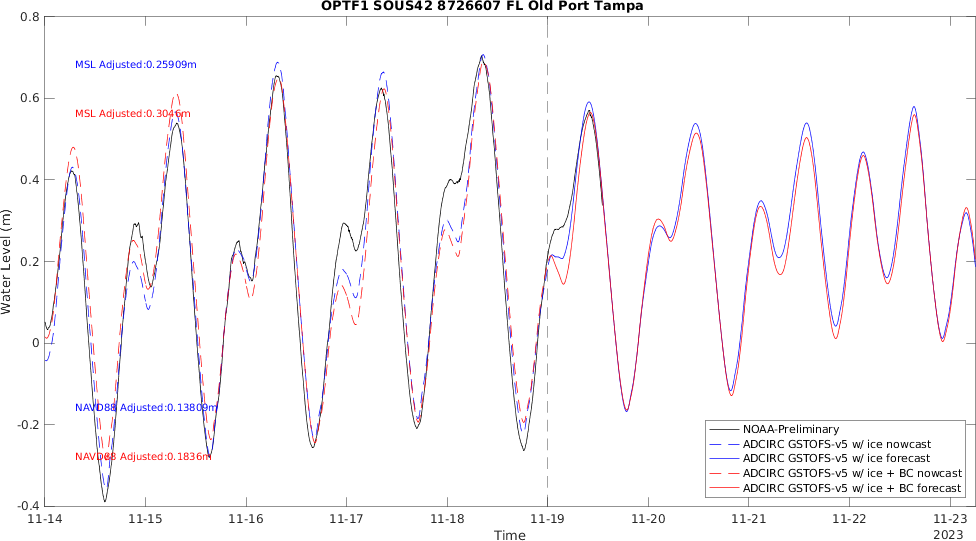 OPTF1 SOUS42 8726607 FL Old Port Tampa
0.8
0.6
0.4
0.2
0
-0.2
-0.4
Water Level (m)
MSL Adjusted:0.25909m
MSL Adjusted:0.3046m
NAVD88 Adjusted:0.13809m
NAVD88 Adjusted:0.1836m
NOAA-Preliminary
ADCIRC GSTOFS-v5 w/ ice nowcast
ADCIRC GSTOFS-v5 w/ ice forecast
ADCIRC GSTOFS-v5 w/ ice + BC nowcast
ADCIRC GSTOFS-v5 w/ ice + BC forecast
11-14 11-15 11-16 11-17 11-18 11-19 11-20 11-21 11-22 11-23
Time
2023